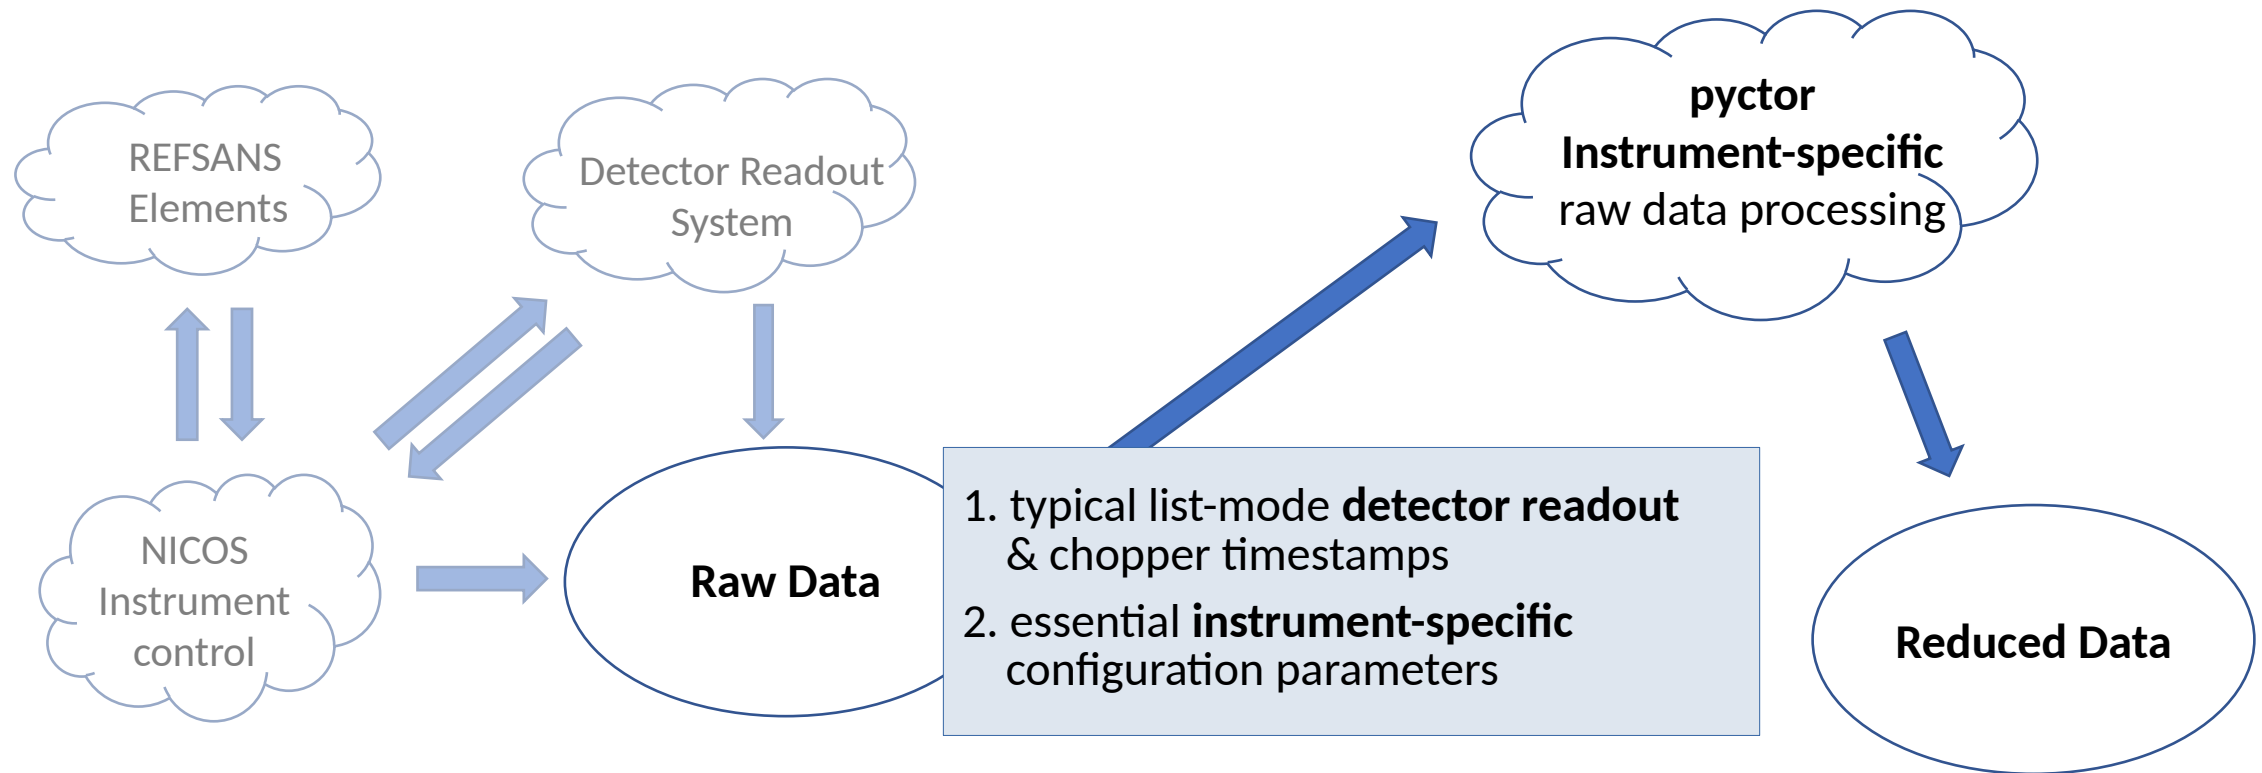 REFSANS
Elements
Detector Readout
System
pyctor
Instrument-specific
raw data processing
NICOS
Instrument
control
Raw Data
1. typical list-mode detector readout
& chopper timestamps
2. essential instrument-specific
configuration parameters
Reduced Data